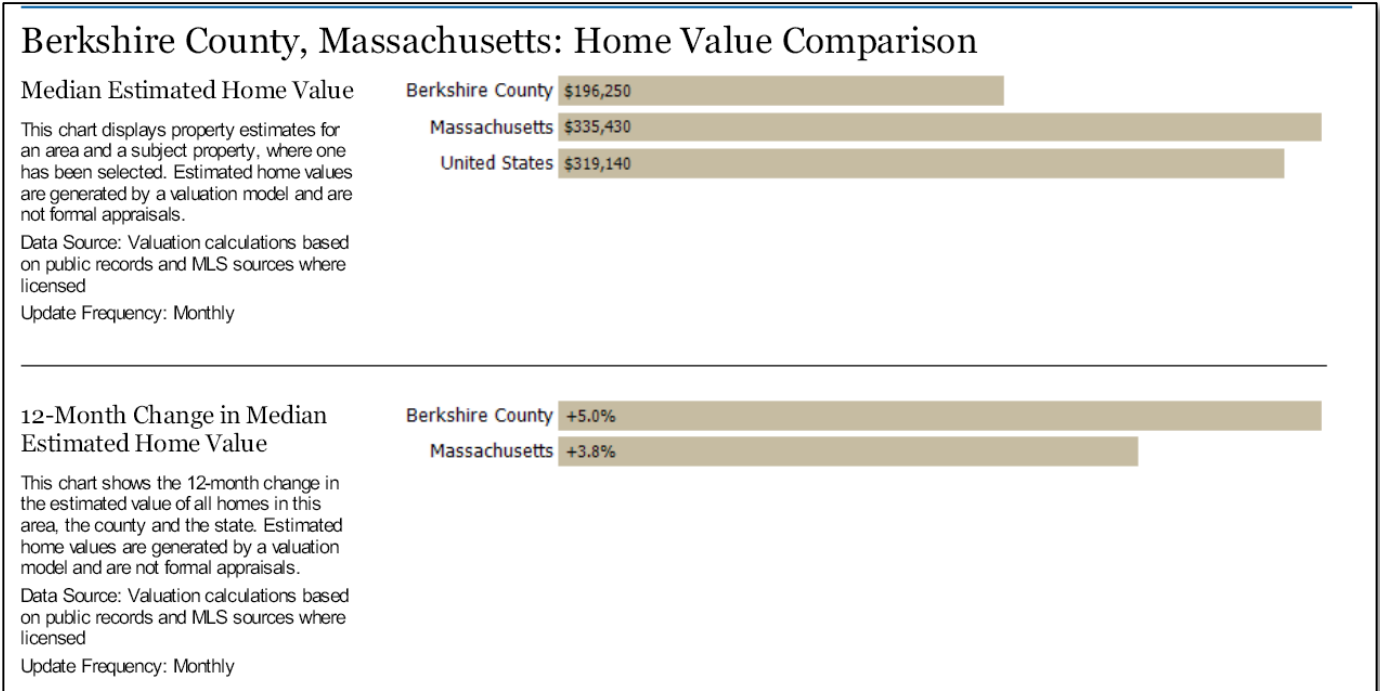 Berkshire County, Massachusetts: Home Value Comparison
Median Estimated Home Value
This chart displays property estimates for
an area and a subject property, where one
has been selected. Estimated home values
are generated by a valuation model and are
not formal appraisals.
Data Source: Valuation calculations based
on public records and MLS sources where
licensed
Update Frequency: Monthly
Berkshire County $196,250
Massachusetts $335,430
United States $319,140
12-Month Change in Median
Estimated Home Value
This chart shows the 12-month change in
the estimated value of all homes in this
area, the county and the state. Estimated
home values are generated by a valuation
model and are not formal appraisals.
Data Source: Valuation calculations based
on public records and MLS sources where
licensed
Update Frequency: Monthly
Berkshire County +5.0%
Massachusetts +3.8%